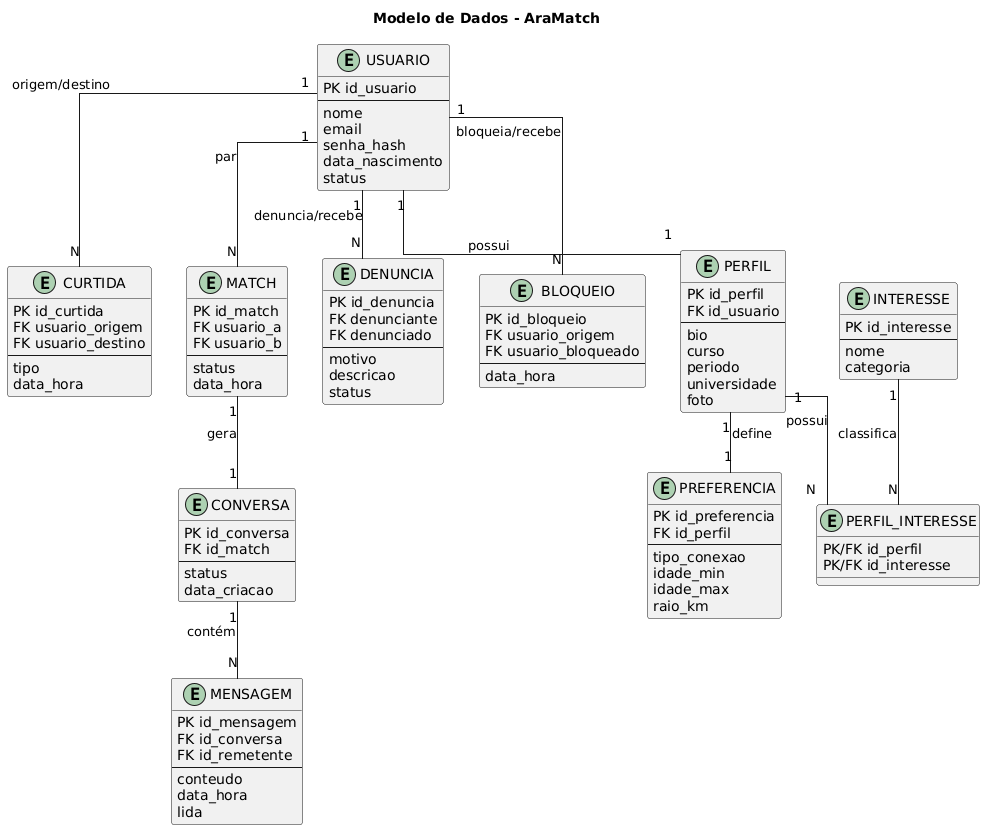 Modelo de Dados - AraMatch
E USUARIO
PK id_usuario
nome
email
senha_hash
data_nascimento
status
origem/destino
1
N
par
1
N
denuncia/recebe
1
N
1
possui
1
1
bloqueia/recebe
N
E CURTIDA
PK id_curtida
FK usuario_origem
FK usuario_destino
tipo
data_hora
E MATCH
PK id_match
FK usuario_a
FK usuario_b
status
data_hora
E DENUNCIA
PK id_denuncia
FK denunciante
FK denunciado
motivo
descricao
status
E BLOQUEIO
PK id_bloqueio
FK usuario_origem
FK usuario_bloqueado
data_hora
E PERFIL
PK id_perfil
FK id_usuario
bio
curso
periodo
universidade
foto
E INTERESSE
PK id_interesse
nome
categoria
1
gera
1
1
define
1
1
possui
N
1
classifica
N
E CONVERSA
PK id_conversa
FK id_match
status
data_criacao
E PREFERENCIA
PK id_preferencia
FK id_perfil
tipo_conexao
idade_min
idade_max
raio_km
E PERFIL_INTERESSE
PK/FK id_perfil
PK/FK id_interesse
1
contém
N
E MENSAGEM
PK id_mensagem
FK id_conversa
FK id_remetente
conteudo
data_hora
lida